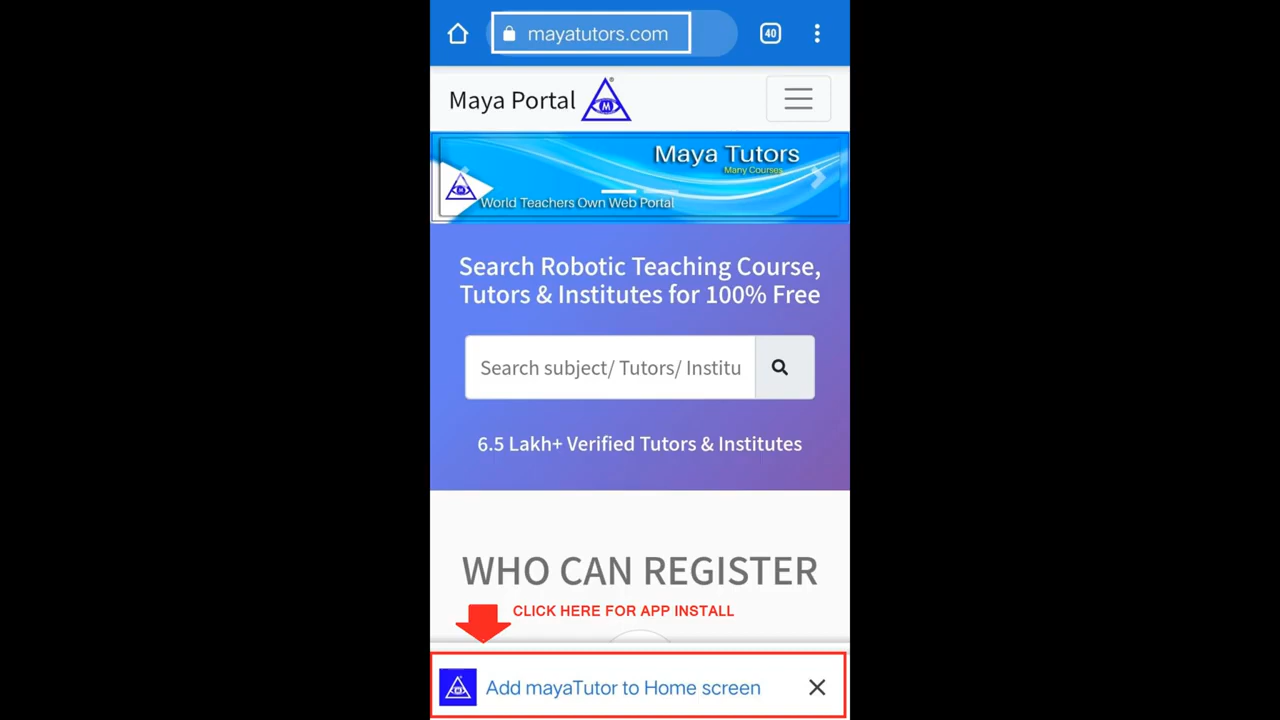 mayatutors.com
40
Maya Portal
M
®
Maya Tutors
Many Courses
World Teachers Own Web Portal
Search Robotic Teaching Course,
Tutors & Institutes for 100% Free
Search subject/ Tutors/ Institu
6.5 Lakh+ Verified Tutors & Institutes
WHO CAN REGISTER
CLICK HERE FOR APP INSTALL
Add mayaTutor to Home screen